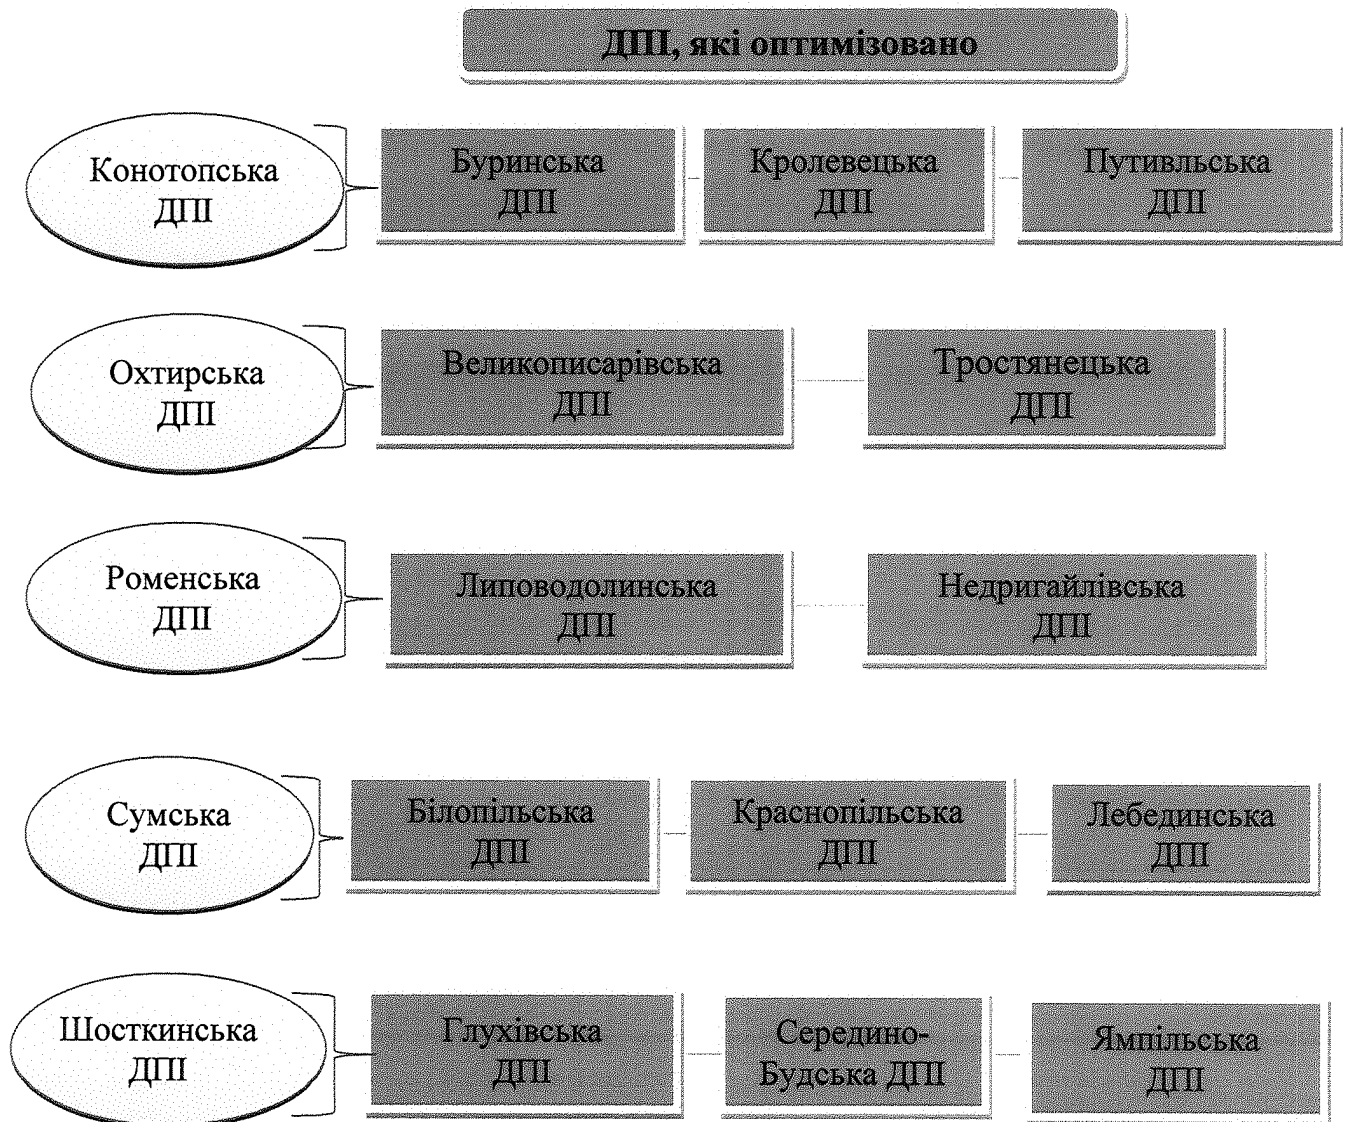 ДПІ, які оптимізовано
Конотопська
ДПІ
Буринська
ДПІ
Кролевецька
ДПІ
Путивльська
ДПІ
Охтирська
ДПІ
Великописарівська
ДПІ
Тростянецька
ДПІ
Роменська
ДПІ
Липоводолинська
ДПІ
Недригайлівська
ДПІ
Сумська
ДПІ
Білопільська
ДПІ
Краснопільська
ДПІ
Лебединська
ДПІ
Шосткинська
ДПІ
Глухівська
ДПІ
Середино-
Будська ДПІ
Ямпільська
ДПІ